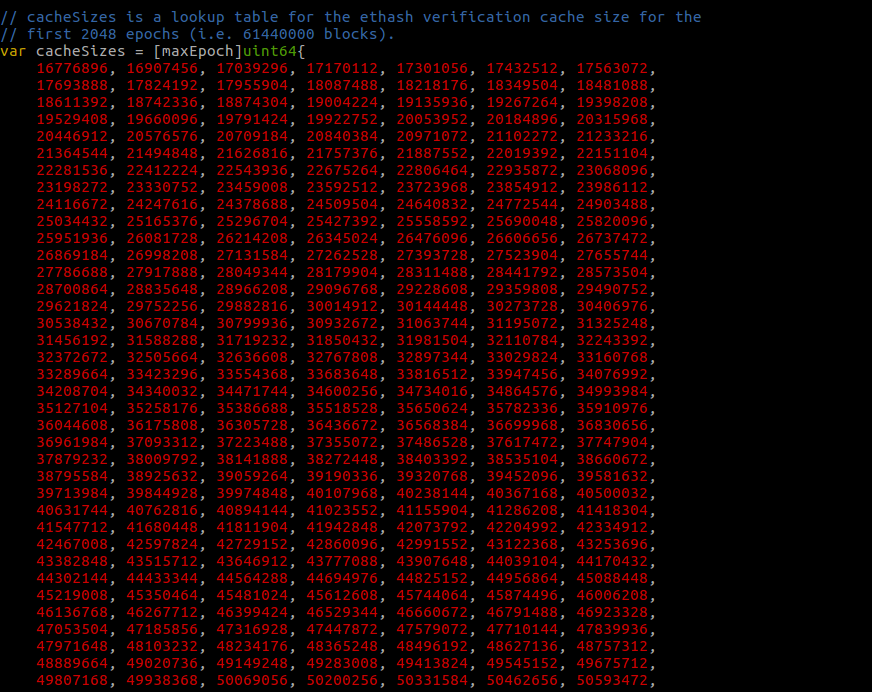 // cacheSizes is a lookup table for the ethash verification cache size for the
// first 2048 epochs (i.e. 61440000 blocks).
var cacheSizes = [maxEpoch]uint64{
16776896, 16907456, 17039296, 17170112, 17301056, 17432512, 17563072,
17693888, 17824192, 17955904, 18087488, 18218176, 18349504, 18481088,
18611392, 18742336, 18874304, 19004224, 19135936, 19267264, 19398208,
19529408, 19660096, 19791424, 19922752, 20053952, 20184896, 20315968,
20446912, 20576576, 20709184, 20840384, 20971072, 21102272, 21233216,
21364544, 21494848, 21626816, 21757376, 21887552, 22019392, 22151104,
22281536, 22412224, 22543936, 22675264, 22806464, 22935872, 23068096,
23198272, 23330752, 23459008, 23592512, 23723968, 23854912, 23986112,
24116672, 24247616, 24378688, 24509504, 24640832, 24772544, 24903488,
25034432, 25165376, 25296704, 25427392, 25558592, 25690048, 25820096,
25951936, 26081728, 26214208, 26345024, 26476096, 26606656, 26737472,
26869184, 26998208, 27131584, 27262528, 27393728, 27523904, 27655744,
27786688, 27917888, 28049344, 28179904, 28311488, 28441792, 28573504,
28700864, 28835648, 28966208, 29096768, 29228608, 29359808, 29490752,
29621824, 29752256, 29882816, 30014912, 30144448, 30273728, 30406976,
30538432, 30670784, 30799936, 30932672, 31063744, 31195072, 31325248,
31456192, 31588288, 31719232, 31850432, 31981504, 32110784, 32243392,
32372672, 32505664, 32636608, 32767808, 32897344, 33029824, 33160768,
33289664, 33423296, 33554368, 33683648, 33816512, 33947456, 34076992,
34208704, 34340032, 34471744, 34600256, 34734016, 34864576, 34993984,
35127104, 35258176, 35386688, 35518528, 35650624, 35782336, 35910976,
36044608, 36175808, 36305728, 36436672, 36568384, 36699968, 36830656,
36961984, 37093312, 37223488, 37355072, 37486528, 37617472, 37747904,
37879232, 38009792, 38141888, 38272448, 38403392, 38535104, 38660672,
38795584, 38925632, 39059264, 39190336, 39320768, 39452096, 39581632,
39713984, 39844928, 39974848, 40107968, 40238144, 40367168, 40500032,
40631744, 40762816, 40894144, 41023552, 41155904, 41286208, 41418304,
41547712, 41680448, 41811904, 41942848, 42073792, 42204992, 42334912,
42467008, 42597824, 42729152, 42860096, 42991552, 43122368, 43253696,
43382848, 43515712, 43646912, 43777088, 43907648, 44039104, 44170432,
44302144, 44433344, 44564288, 44694976, 44825152, 44956864, 45088448,
45219008, 45350464, 45481024, 45612608, 45744064, 45874496, 46006208,
46136768, 46267712, 46399424, 46529344, 46660672, 46791488, 46923328,
47053504, 47185856, 47316928, 47447872, 47579072, 47710144, 47839936,
47971648, 48103232, 48234176, 48365248, 48496192, 48627136, 48757312,
48889664, 49020736, 49149248, 49283008, 49413824, 49545152, 49675712,
49807168, 49938368, 50069056, 50200256, 50331584, 50462656, 50593472,